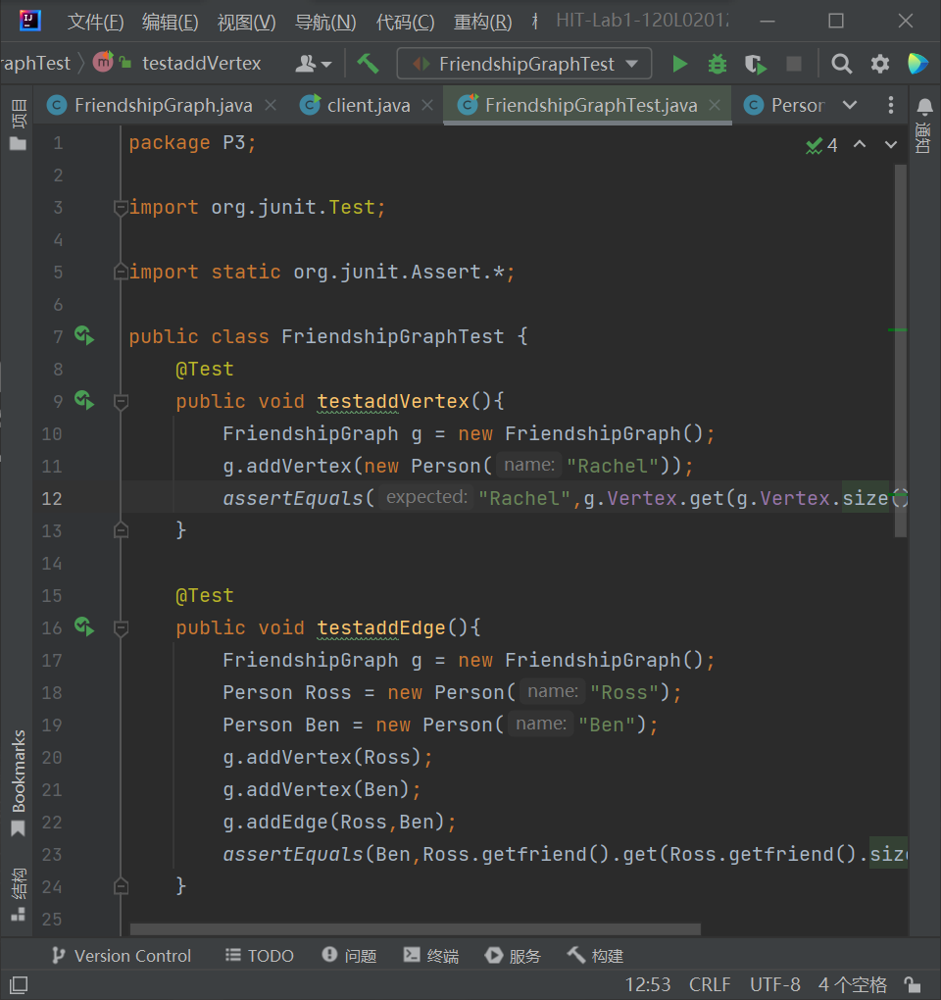 文件(F) 编辑(E) 视图(V) 导航(N) 代码(C) 重构(R) HIT-Lab1-120L0201
raphTest testaddVertex FriendshipGraphTest
FriendshipGraph.java client.java FriendshipGraphTest.java Person
项目
通知
4
1 package P3;
2
3 import org.junit.Test;
4
5 import static org.junit.Assert.*;
6
7 public class FriendshipGraphTest {
8 @Test
9 public void testaddVertex(){
10 FriendshipGraph g = new FriendshipGraph();
11 g.addVertex(new Person( name: "Rachel"));
12 assertEquals( expected: "Rachel",g.Vertex.get(g.Vertex.size()
13 }
14
15 @Test
16 public void testaddEdge(){
17 FriendshipGraph g = new FriendshipGraph();
18 Person Ross = new Person( name: "Ross");
19 Person Ben = new Person( name: "Ben");
20 g.addVertex(Ross);
21 g.addVertex(Ben);
22 g.addEdge(Ross,Ben);
23 assertEquals(Ben,Ross.getfriend().get(Ross.getfriend().size
24 }
25
Bookmarks
结构
Version Control TODO 问题 终端 服务 构建
12:53 CRLF UTF-8 4 个空格